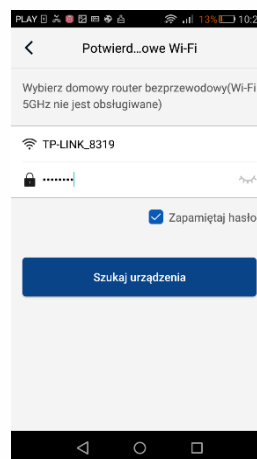 PLAY 13% 10:2
Potwierd...owe Wi-Fi
Wybierz domowy router bezprzewodowy(Wi-Fi
5GHz nie jest obsługiwane)
TP-LINK_8319
••••••••
Zapamiętaj hasło
Szukaj urządzenia